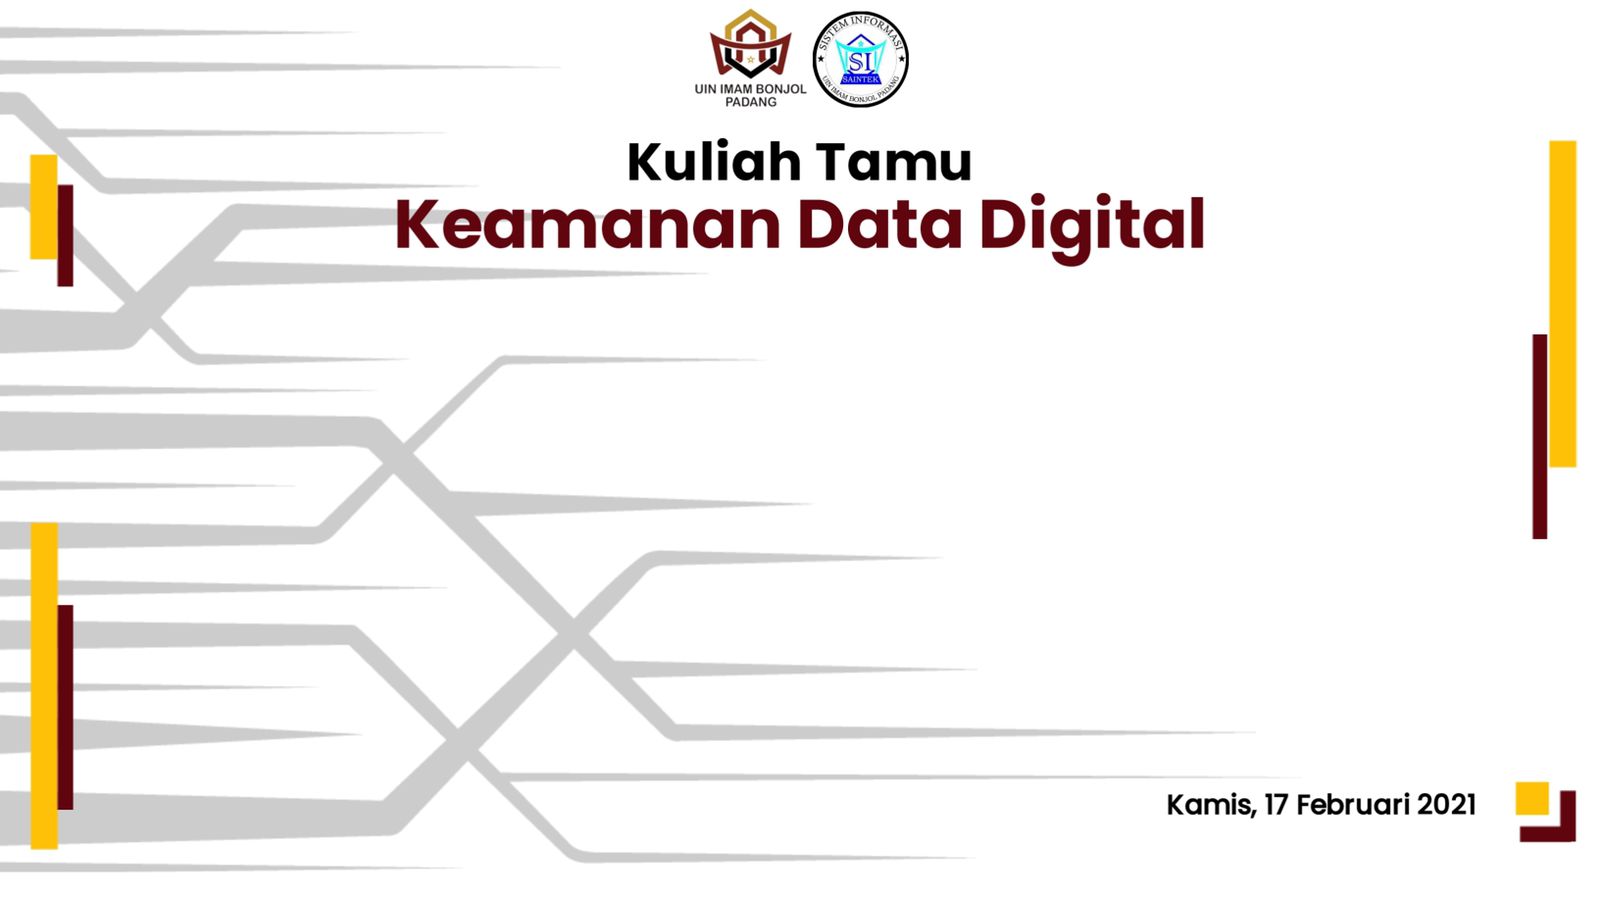 UIN IMAM BONJOL
PADANG
SISTEM INFORMASI
SI
SAINTEK
UIN IMAM BONJOL PADANG
Kuliah Tamu
Keamanan Data Digital
Kamis, 17 Februari 2021